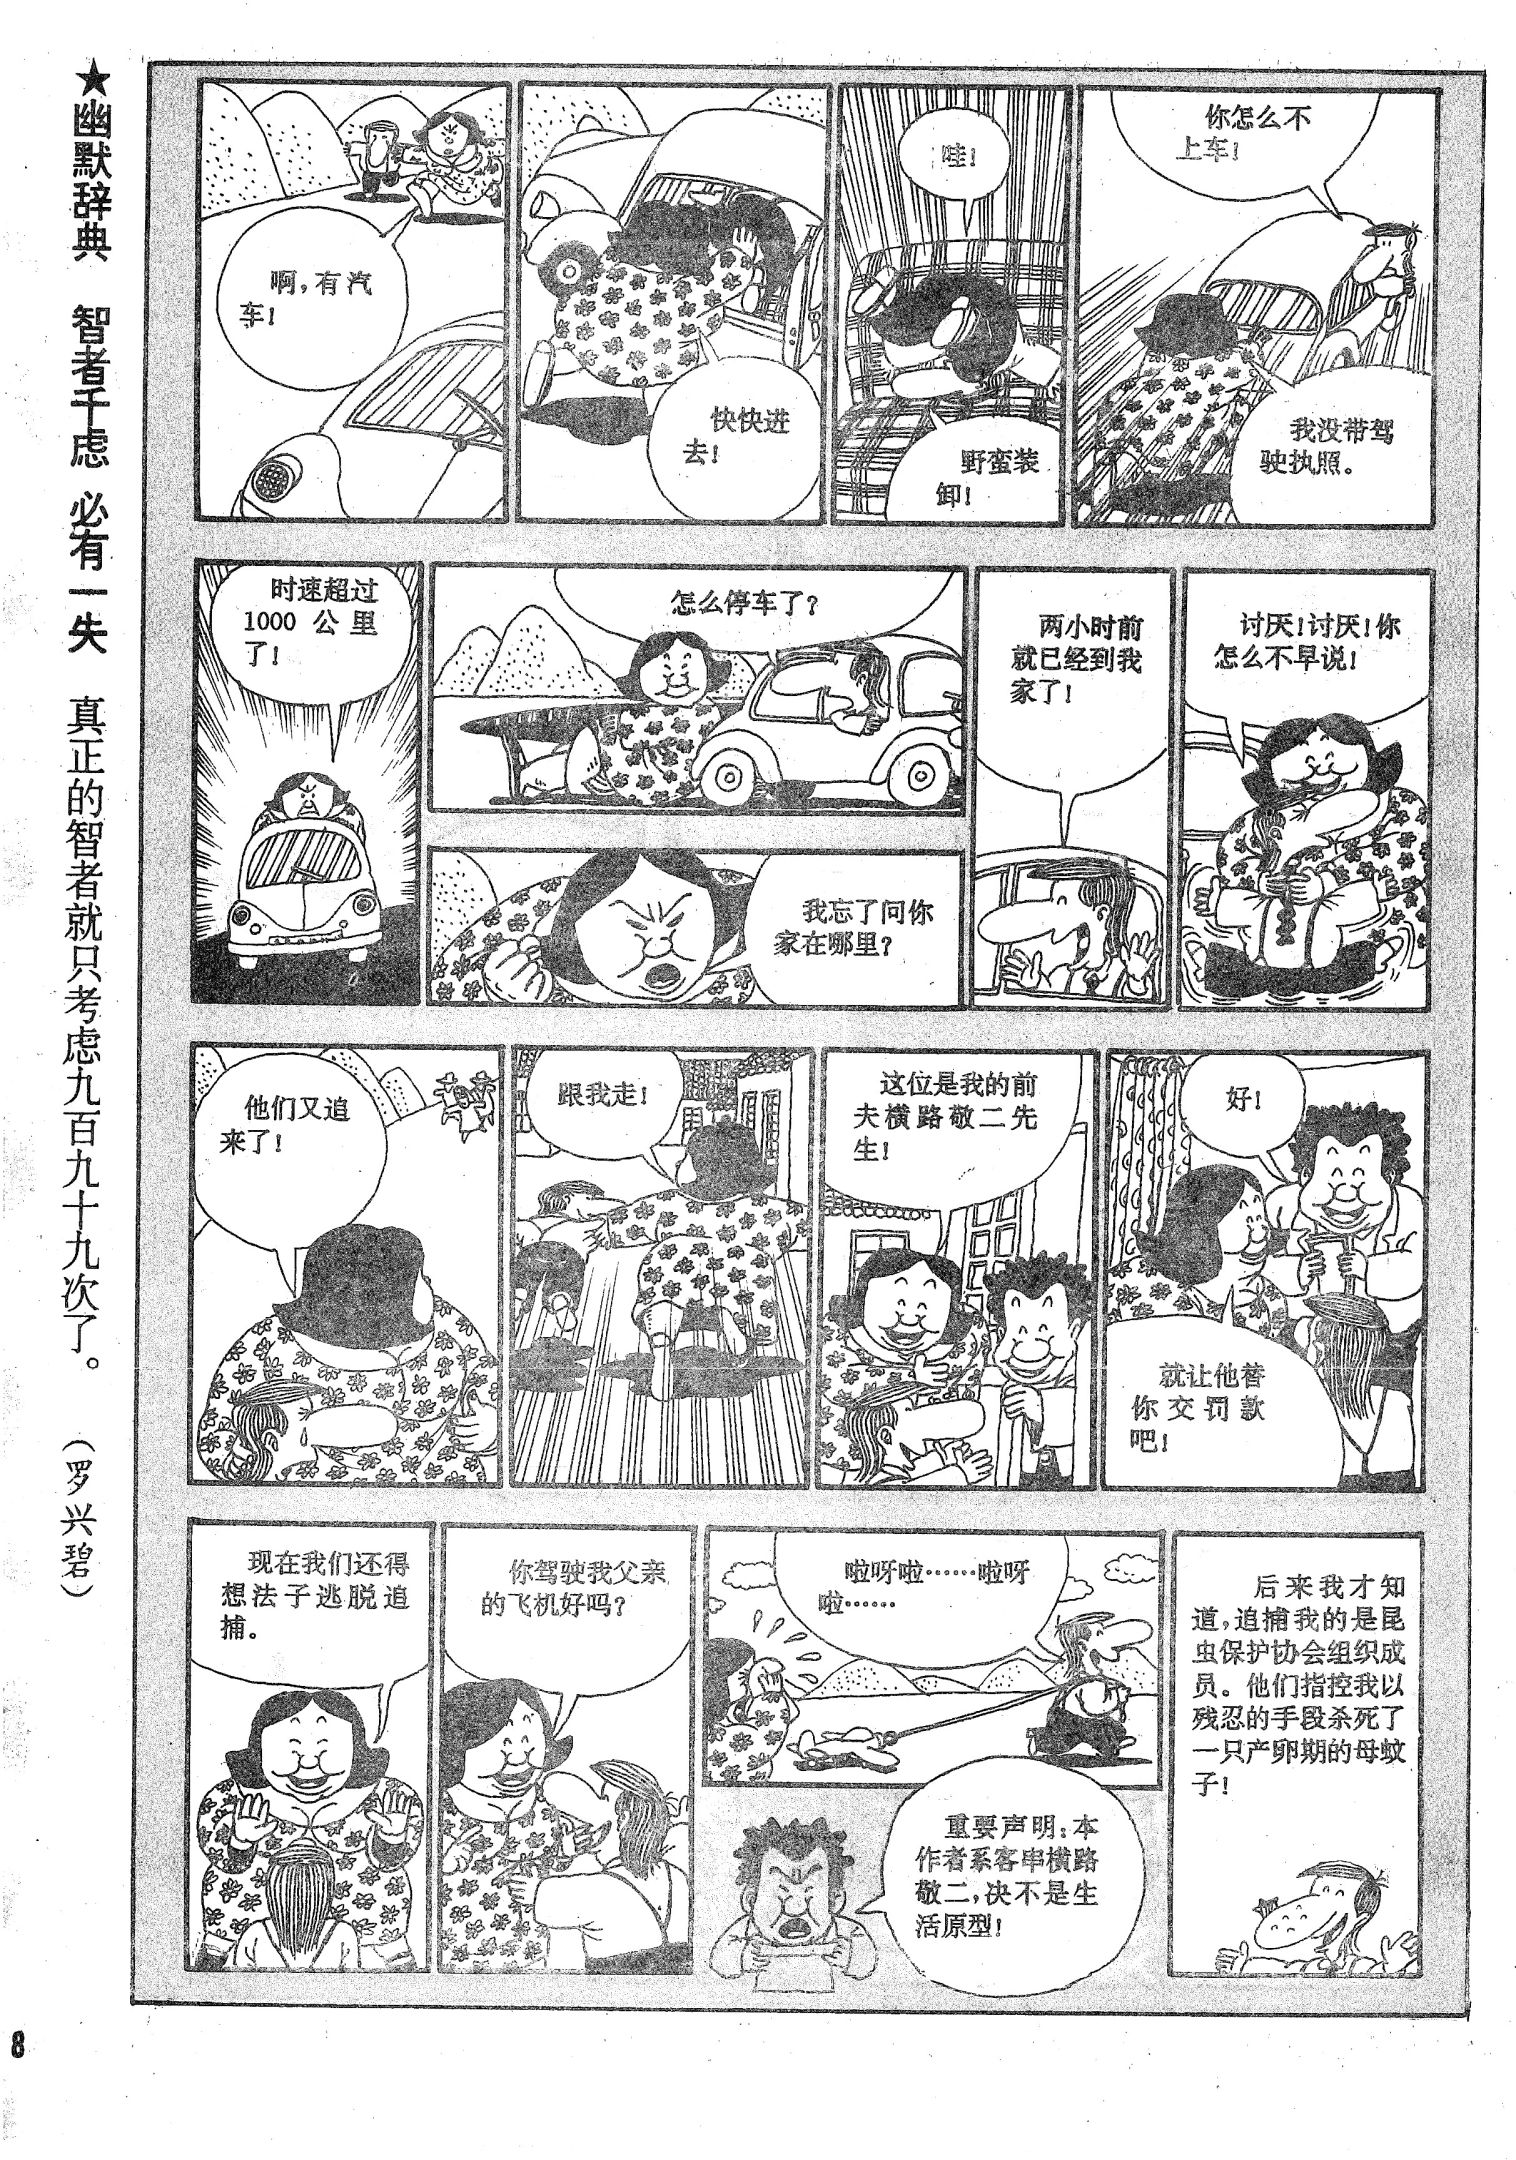 ★幽默辞典　智者千虑 必有一失　真正的智者就只考虑九百九十九次了。　（罗兴碧）
啊，有汽
车！
快快进
去！
哇！
野蛮装
卸！
你怎么不
上车！
我没带驾
驶执照。
时速超过
1000 公里
了！
怎么停车了？
我忘了问你
家在哪里？
两小时前
就已经到我
家了！
讨厌！讨厌！你
怎么不早说！
他们又追
来了！
跟我走！
这位是我的前
夫横路敬二先
生！
好！
就让他替
你交罚款
吧！
现在我们还得
想法子逃脱追
捕。
你驾驶我父亲
的飞机好吗？
啦呀啦……啦呀
啦……
重要声明：本
作者系客串横路
敬二，决不是生
活原型！
后来我才知
道，追捕我的是昆
虫保护协会组织成
员。他们指控我以
残忍的手段杀死了
一只产卵期的母蚊
子！
8